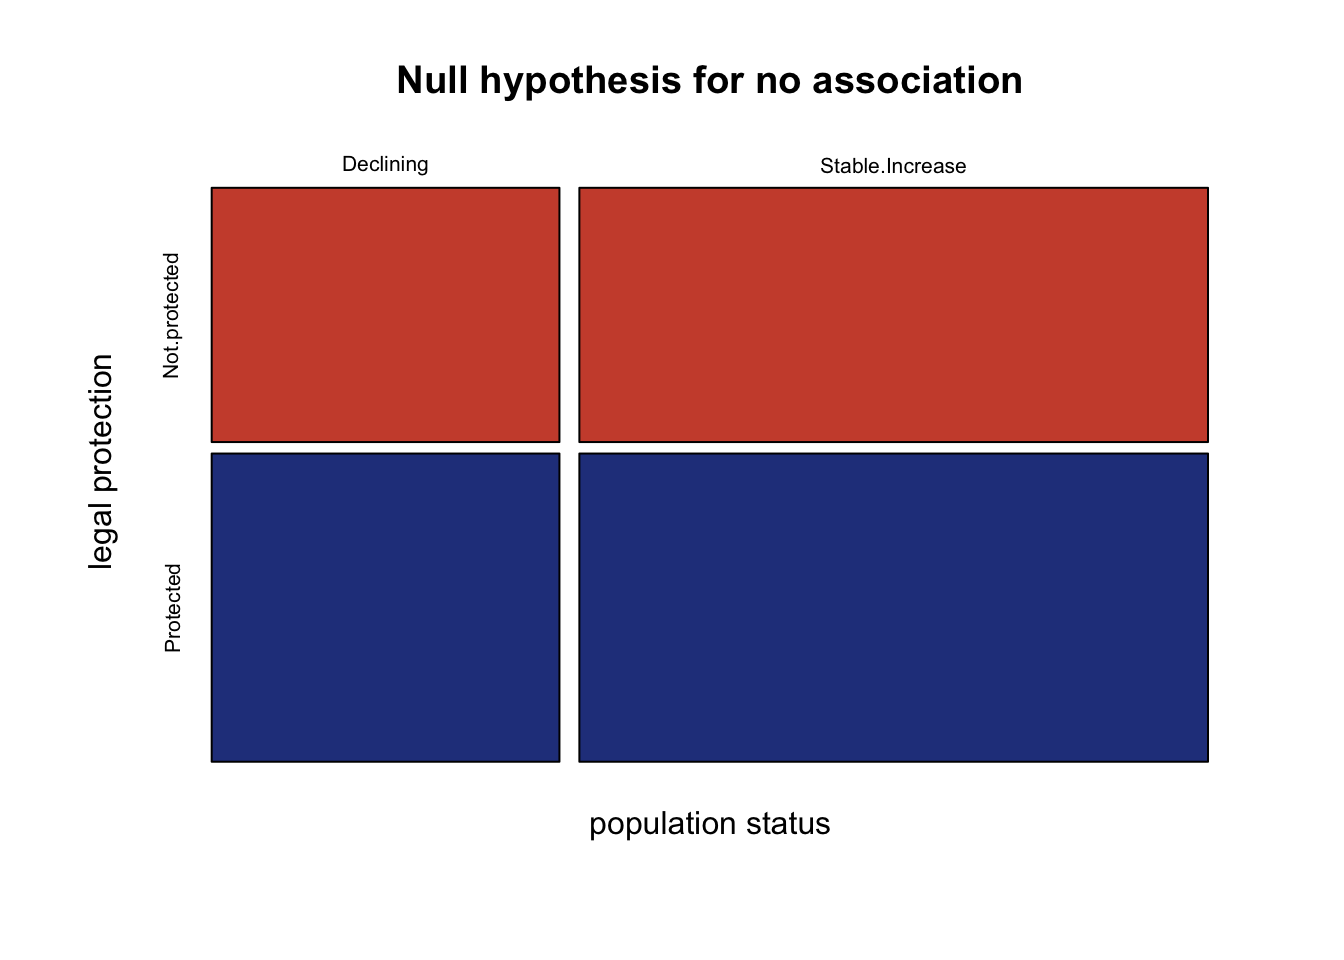 Null hypothesis for no association
Declining
Stable.Increase
Not.protected
legal protection
Protected
population status